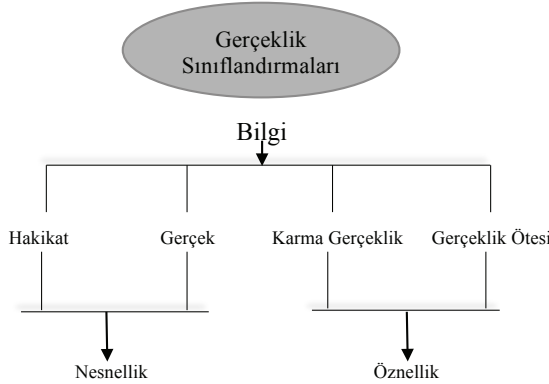 Gerçeklik
Sınıflandırmaları
Bilgi
Hakikat Gerçek Karma Gerçeklik Gerçeklik Ötesi
Nesnellik Öznellik